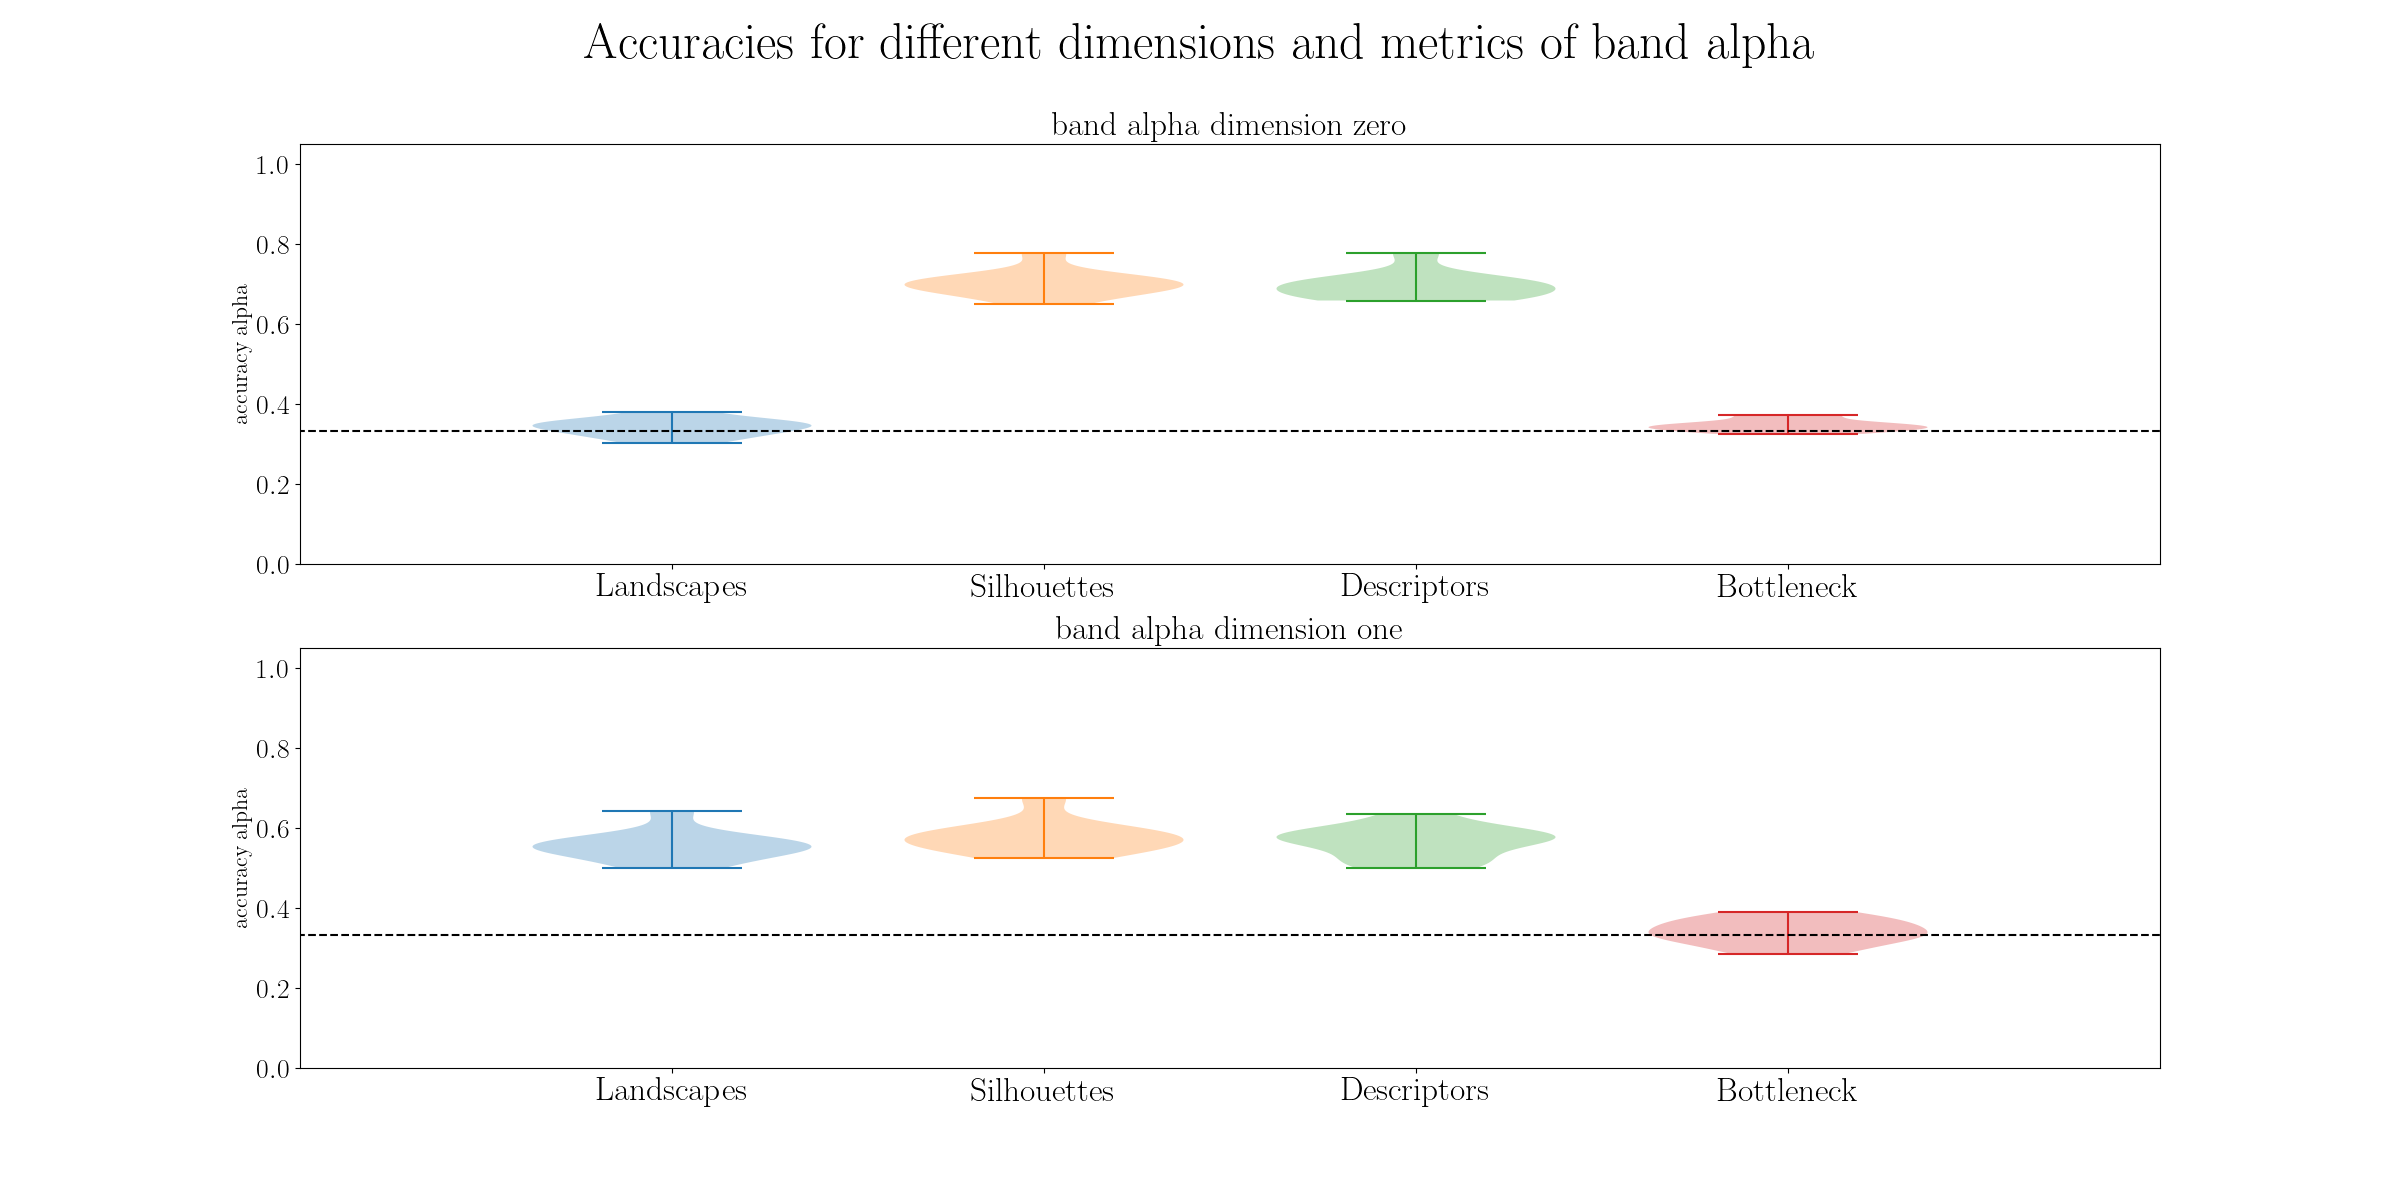 Accuracies for different dimensions and metrics of band alpha
band alpha dimension zero
accuracy alpha
1.0
0.8
0.6
0.4
0.2
0.0
Landscapes Silhouettes Descriptors Bottleneck
band alpha dimension one
accuracy alpha
1.0
0.8
0.6
0.4
0.2
0.0
Landscapes Silhouettes Descriptors Bottleneck